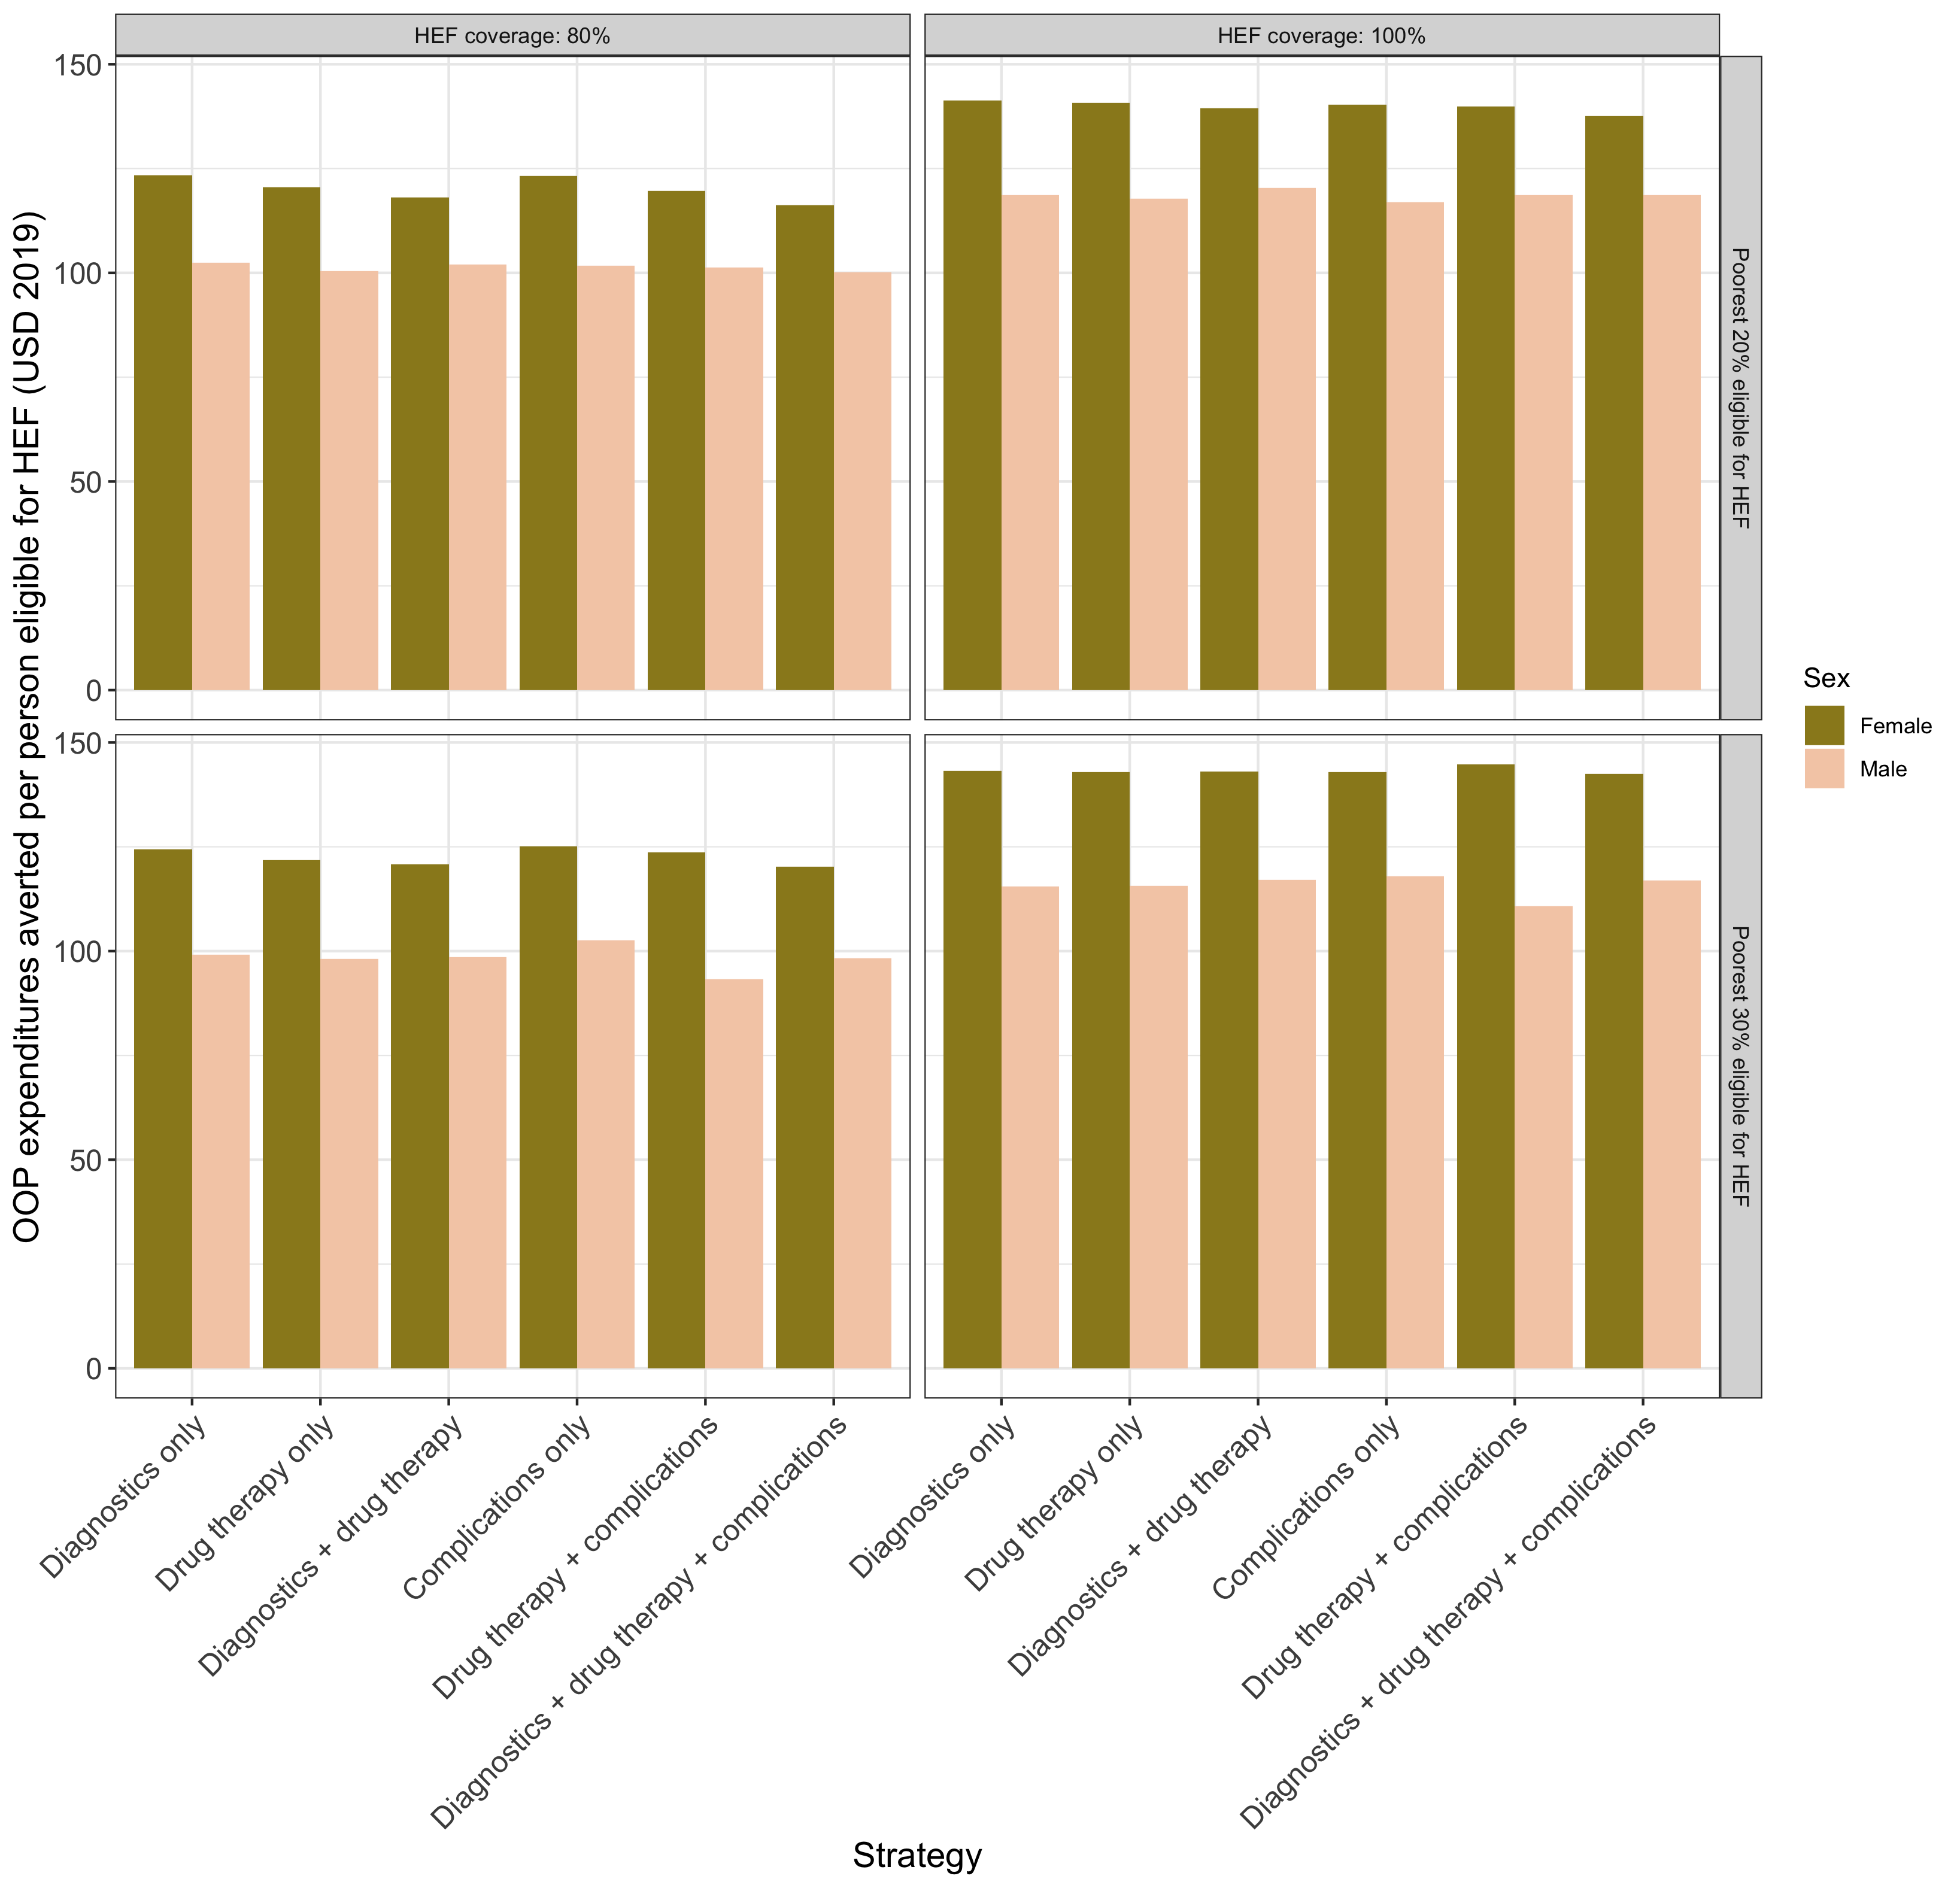 HEF coverage: 80%
HEF coverage: 100%
150
100
50
0
Poorest 20% eligible for HEF
150
100
50
0
Poorest 30% eligible for HEF
OOP expenditures averted per person eligible for HEF (USD 2019)
Sex
Female
Male
Diagnostics only
Drug therapy only
Diagnostics + drug therapy
Complications only
Drug therapy + complications
Diagnostics + drug therapy + complications
Diagnostics only
Drug therapy only
Diagnostics + drug therapy
Complications only
Drug therapy + complications
Diagnostics + drug therapy + complications
Strategy